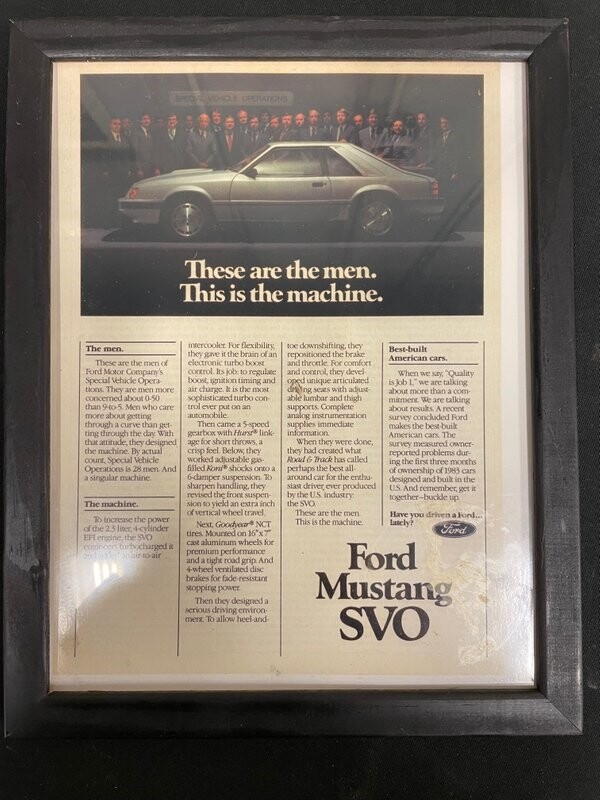 SPECIAL VEHICLE OPERATIONS
These are the men.
This is the machine.
The men.
These are the men of
Ford Motor Company's
Special Vehicle Opera-
tions. They are men more
concerned about 0-50
than 9-to-5. Men who care
more about getting
through a curve than get-
ting through the day. With
that attitude, they designed
the machine. By actual
count, Special Vehicle
Operations is 28 men. And
a singular machine.
The machine.
To increase the power
of the 2.3 liter, 4-cylinder
EFI engine, the SVO
engineers turbocharged it
and added an air-to-air
intercooler. For flexibility,
they gave it the brain of an
electronic turbo boost
control. Its job: to regulate
boost, ignition timing and
air charge. It is the most
sophisticated turbo con-
trol ever put on an
automobile.
Then came a 5-speed
gearbox with Hurst® link-
age for short throws, a
crisp feel. Below, they
worked adjustable gas-
filled Koni® shocks onto a
6-damper suspension. To
sharpen handling, they
revised the front suspen-
sion to yield an extra inch
of vertical wheel travel.
Next, Goodyear® NCT
tires. Mounted on 16"x 7"
cast aluminum wheels for
premium performance
and a tight road grip. And
4-wheel ventilated disc
brakes for fade-resistant
stopping power.
Then they designed a
serious driving environ-
ment. To allow heel-and-
toe downshifting, they
repositioned the brake
and throttle. For comfort
and control, they devel-
oped unique articulated
driving seats with adjust-
able lumbar and thigh
supports. Complete
analog instrumentation
supplies immediate
information.
When they were done,
they had created what
Road & Track has called
perhaps the best all-
around car for the enthu-
siast driver ever produced
by the U.S. industry:
the SVO.
These are the men.
This is the machine.
Best-built
American cars.
When we say, "Quality
is Job 1," we are talking
about more than a com-
mitment. We are talking
about results. A recent
survey concluded Ford
makes the best-built
American cars. The
survey measured owner-
reported problems dur-
ing the first three months
of ownership of 1983 cars
designed and built in the
U.S. And remember, get it
together—buckle up.
Have you driven a Ford...
lately?
Ford
Ford
Mustang
SVO